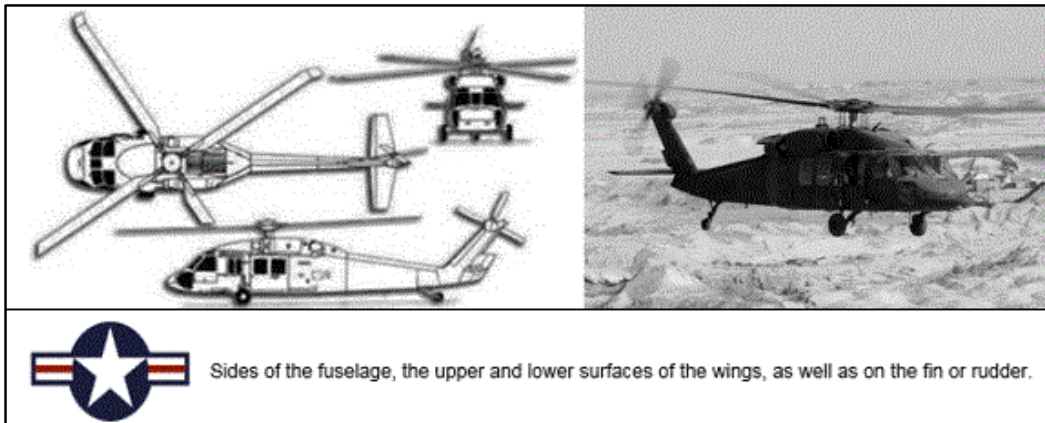 Sides of the fuselage, the upper and lower surfaces of the wings, as well as on the fin or rudder.